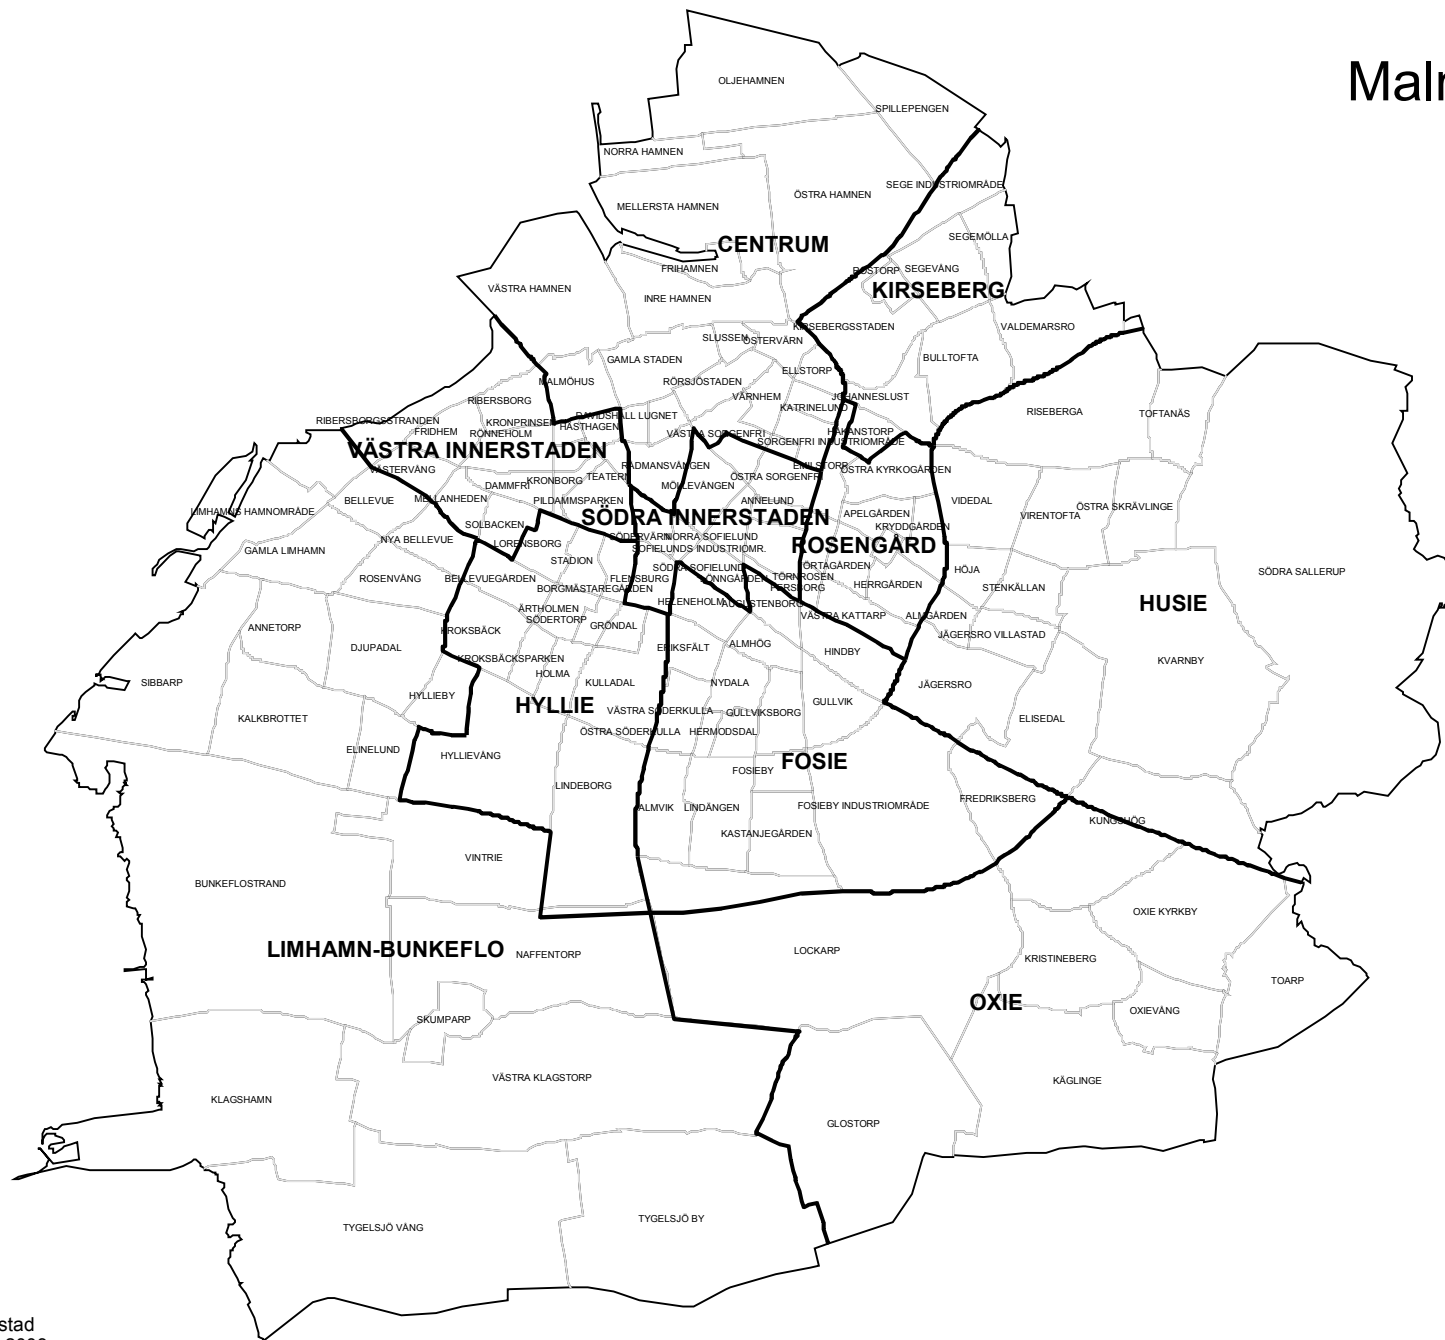 Malm
OLJEHAMNEN
SPILLEPENGEN
NORRA HAMNEN
SEGE INDUSTRIOMRÅDE
ÖSTRA HAMNEN
MELLERSTA HAMNEN
SEGEMÖLLA
CENTRUM
FRIHAMNEN
ROSTORP
SEGEVÅNG
VÄSTRA HAMNEN
KIRSEBERG
INRE HAMNEN
KIRSEBERGSSTADEN
VALDEMARSRO
SLUSSEN
ÖSTERVÄRN
GAMLA STADEN
BULLTOFTA
ELLSTORP
MALMÖHUS
RÖRSJÖSTADEN
VÄRNHEM
JOHANNESLUST
RIBERSBORG
KATRINELUND
RISEBERGA
TOFTANÄS
RIBERSBORGSSTRANDEN
KRONPRINSEN
DAVIDSHALL
LUGNET
HÄSTHAGEN
FRIDHEM
RÖNNEHOLM
VÄSTRA SORGENFRI
HÅKANSTORP
SORGENFRI INDUSTRIOMRÅDE
VÄSTRA INNERSTADEN
VÄSTERVÅNG
RÅDMANSVÅNGEN
EMILSTORP
ÖSTRA KYRKOGÅRDEN
TEATERN
ÖSTRA SORGENFRI
KRONBORG
DAMMFRI
MÖLLEVÅNGEN
BELLEVUE
MELLANHEDEN
PILDAMMSPARKEN
ANNELUND
VIDEDAL
ÖSTRA SKRÄVLINGE
LIMHAMNS HAMNOMRÅDE
APELGÅRDEN
VIRENTOFTA
SÖDRA INNERSTADEN
SOLBACKEN
KRYDDGÅRDEN
NYA BELLEVUE
SÖDERVÄRN
NORRA SOFIELUND
LORENSBORG
ROSENGÅRD
GAMLA LIMHAMN
SOFIELUNDS INDUSTRIOMR.
STADION
SÖDRA SOFIELUND
ÖRTAGÅRDEN
HÖJA
SÖDRA SALLERUP
ROSENVÅNG
BELLEVUEGÅRDEN
FLENSBURG
LÖNNGÅRDEN
TÖRNROSEN
HERRGÅRDEN
STENKÄLLAN
BORGMÄSTAREGÅRDEN
PERSBORG
HELENEHOLM
AUGUSTENBORG
HUSIE
ÄRTHOLMEN
VÄSTRA KATTARP
ALMGÅRDEN
SÖDERTORP
ANNETORP
GRÖNDAL
KROKSBÄCK
JÄGERSRO VILLASTAD
DJUPADAL
ERIKSFÄLT
ALMHÖG
HINDBY
KROKSBÄCKSPARKEN
KVARNBY
HOLMA
SIBBARP
KULLADAL
NYDALA
JÄGERSRO
HYLLIEBY
HYLLIE
GULLVIK
VÄSTRA SÖDERKULLA
GULLVIKSBORG
KALKBROTTET
ELISEDAL
ÖSTRA SÖDERKULLA
HERMODSDAL
ELINELUND
HYLLIEVÅNG
FOSIE
FOSIEBY
LINDEBORG
FREDRIKSBERG
ALMVIK
LINDÄNGEN
FOSIEBY INDUSTRIOMRÅDE
KUNGSHÖG
KASTANJEGÅRDEN
VINTRIE
BUNKEFLOSTRAND
OXIE KYRKBY
LIMHAMN-BUNKEFLO
NAFFENTORP
LOCKARP
KRISTINEBERG
TOARP
OXIE
OXIEVÅNG
SKUMPARP
VÄSTRA KLAGSTORP
KÄGLINGE
KLAGSHAMN
GLOSTORP
TYGELSJÖ BY
TYGELSJÖ VÅNG
stad